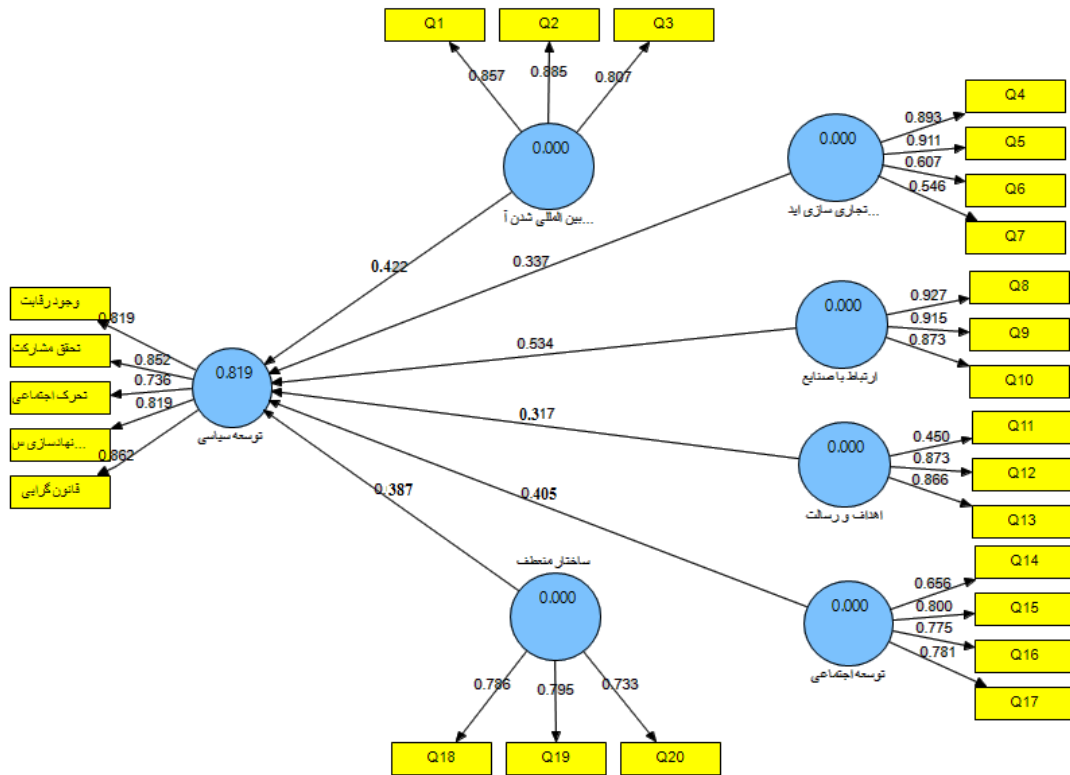 Q1
Q2
Q3
0.857
0.885
0.807
0.000
بین المللی شدن آ...
0.000
تجاری سازی اید...
Q4
0.893
Q5
0.911
Q6
0.607
Q7
0.546
0.422
0.337
0.534
0.317
0.405
0.387
وجود رقابت
0.819
تحقق مشارکت
0.852
تحرک اجتماعی
0.736
نهادسازی س...
0.819
قانون گرایی
0.862
0.819
توسعه سیاسی
0.000
ارتباط با صنایع
Q8
0.927
Q9
0.915
Q10
0.873
0.000
اهداف و رسالت
Q11
0.450
Q12
0.873
Q13
0.866
0.000
توسعه اجتماعی
Q14
0.656
Q15
0.800
Q16
0.775
Q17
0.781
ساختار منعطف
0.000
0.786
0.795
0.733
Q18
Q19
Q20